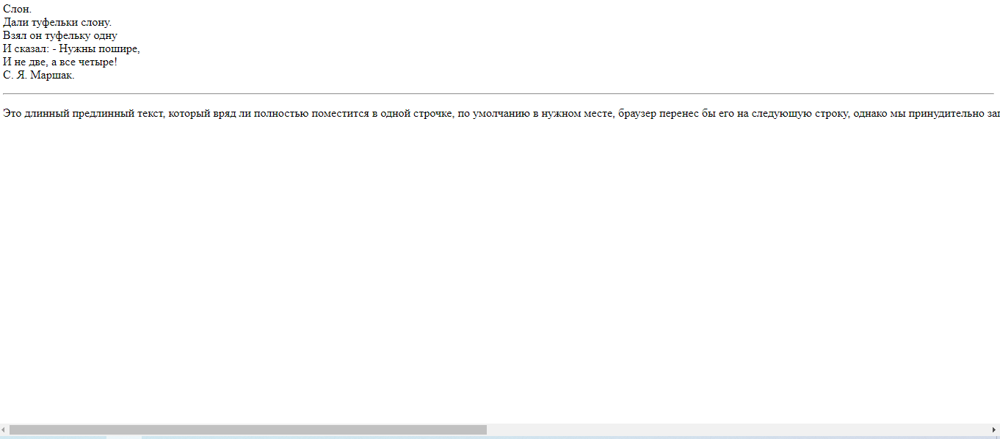 Слон.
Дали туфельки слону.
Взял он туфельку одну
И сказал: - Нужны пошире,
И не две, а все четыре!
С. Я. Маршак.
Это длинный предлинный текст, который вряд ли полностью поместится в одной строчке, по умолчанию в нужном месте, браузер перенес бы его на следующую строку, однако мы принудительно